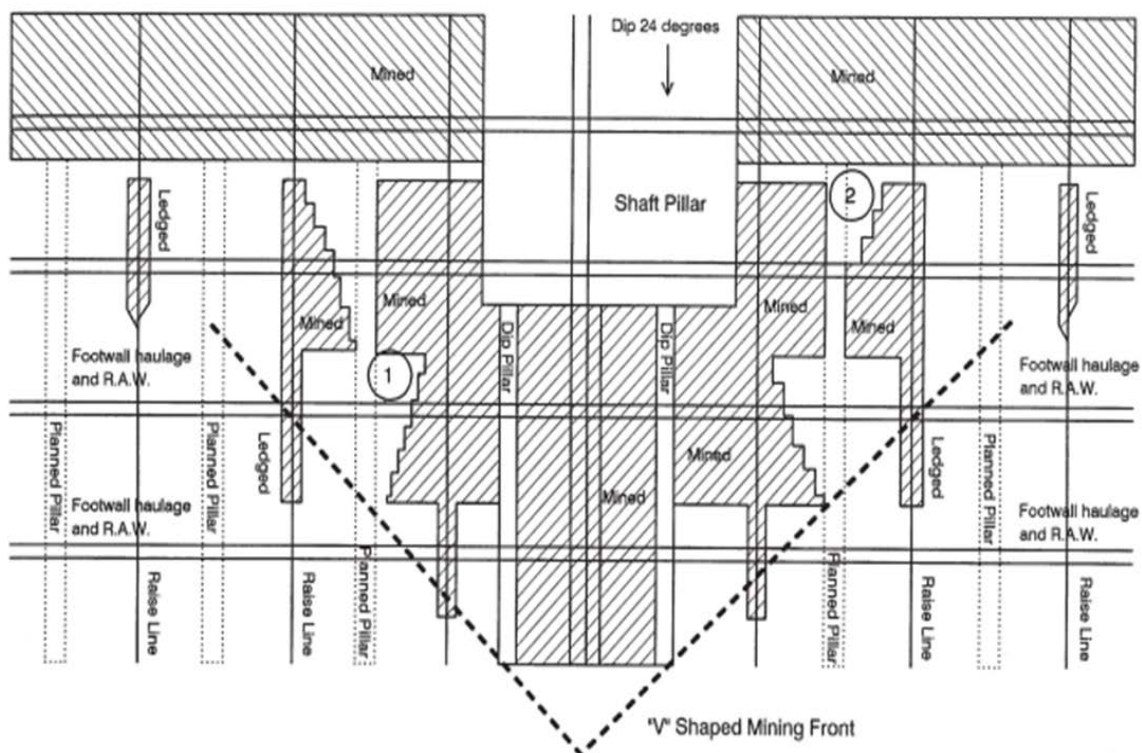 Dip 24 degrees
Mined
Mined
Shaft Pillar
2
Ledged
Ledged
Mined
Mined
Mined
Mined
Dip Pillar
Dip Pillar
Footwall haulage
and R.A.W.
1
Footwall haulage
and R.A.W.
Planned Pillar
Planned Pillar
Ledged
Mined
Mined
Ledged
Planned Pillar
Footwall haulage
and R.A.W.
Footwall haulage
and R.A.W.
Raise Line
Raise Line
Planned Pillar
Planned Pillar
Raise Line
Raise Line
"V" Shaped Mining Front